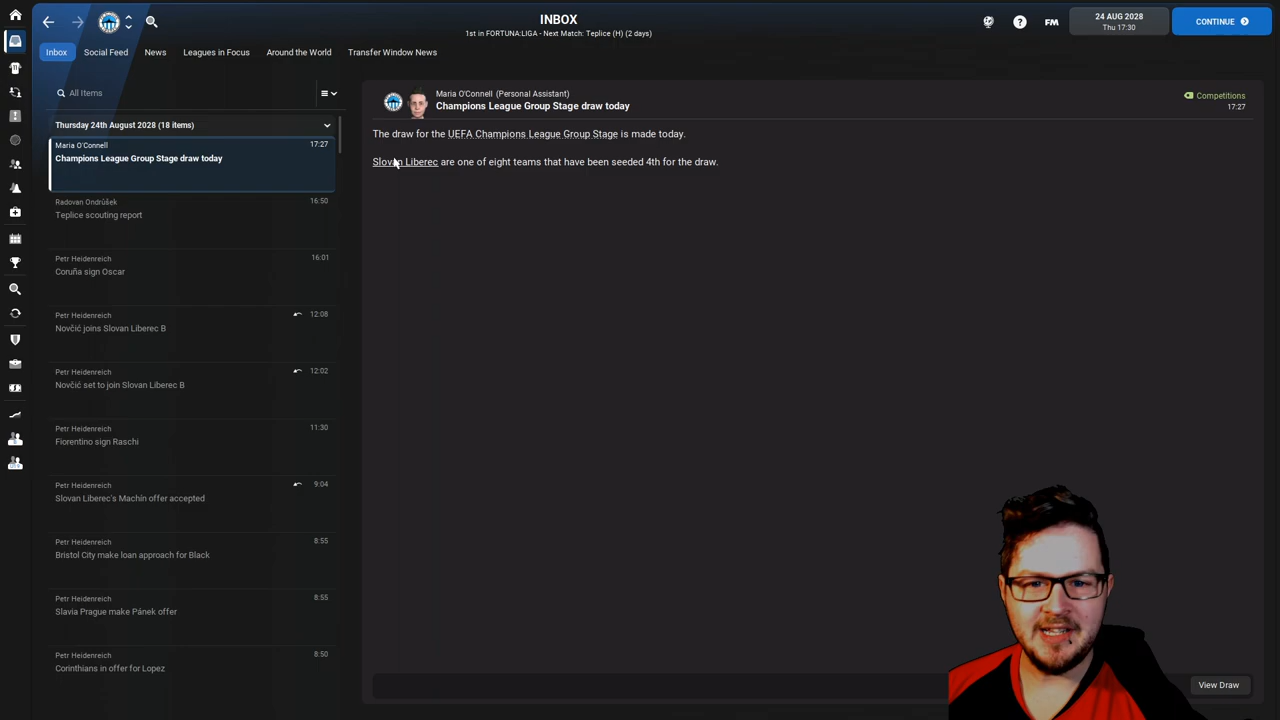 INBOX
1st in FORTUNA:LIGA - Next Match: Teplice (H) (2 days)
FM
24 AUG 2028
Thu 17:30
CONTINUE
Inbox
Social Feed
News
Leagues in Focus
Around the World
Transfer Window News
All Items
Thursday 24th August 2028 (18 items)
Maria O'Connell 17:27
Champions League Group Stage draw today
Radovan Ondrůšek 16:50
Teplice scouting report
Petr Heidenreich 16:01
Coruña sign Oscar
Petr Heidenreich 12:08
Novčić joins Slovan Liberec B
Petr Heidenreich 12:02
Novčić set to join Slovan Liberec B
Petr Heidenreich 11:30
Fiorentino sign Raschi
Petr Heidenreich 9:04
Slovan Liberec's Machín offer accepted
Petr Heidenreich 8:55
Bristol City make loan approach for Black
Petr Heidenreich 8:55
Slavia Prague make Pánek offer
Petr Heidenreich 8:50
Corinthians in offer for Lopez
Maria O'Connell (Personal Assistant)
Champions League Group Stage draw today
Competitions
17:27
The draw for the UEFA Champions League Group Stage is made today.
Slovan Liberec are one of eight teams that have been seeded 4th for the draw.
View Draw